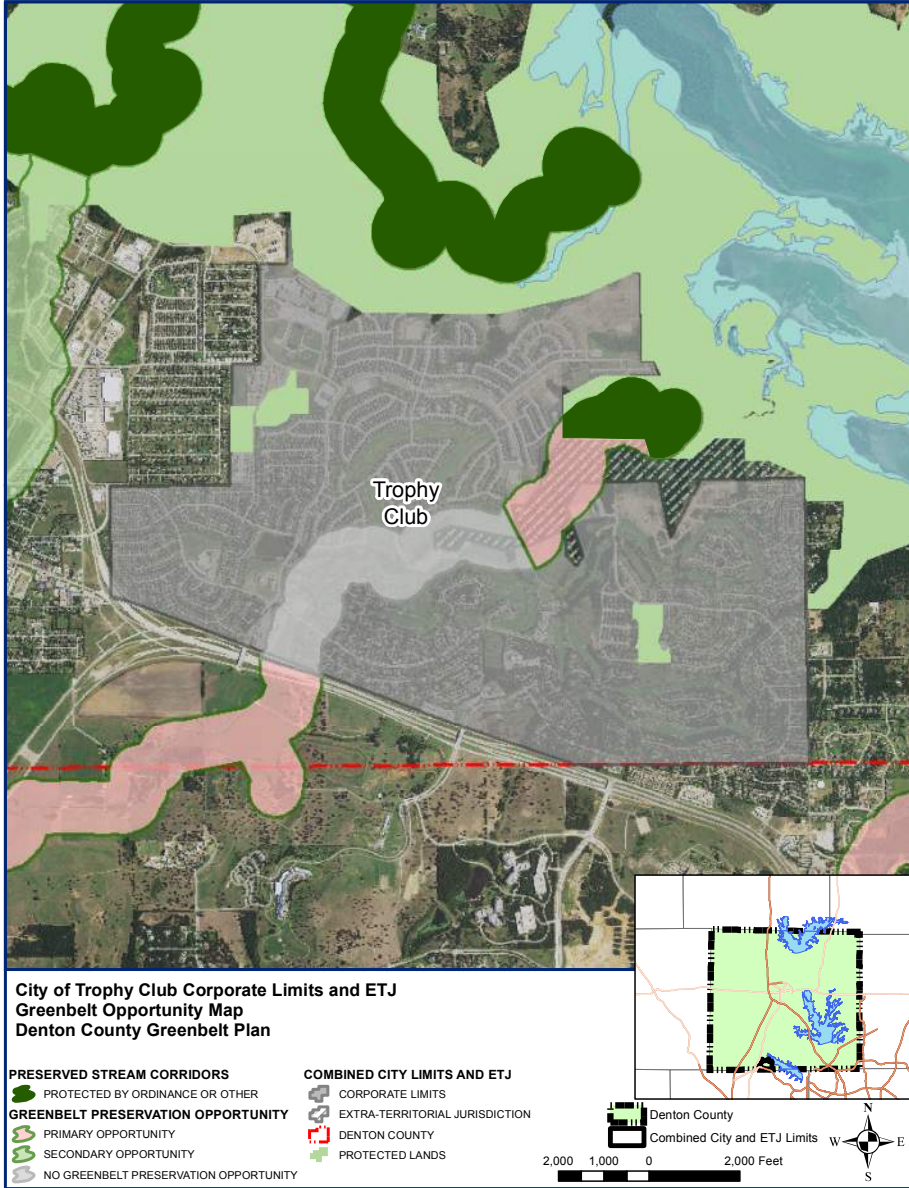 Trophy
Club
City of Trophy Club Corporate Limits and ETJ
Greenbelt Opportunity Map
Denton County Greenbelt Plan
PRESERVED STREAM CORRIDORS
PROTECTED BY ORDINANCE OR OTHER
GREENBELT PRESERVATION OPPORTUNITY
PRIMARY OPPORTUNITY
SECONDARY OPPORTUNITY
NO GREENBELT PRESERVATION OPPORTUNITY
COMBINED CITY LIMITS AND ETJ
CORPORATE LIMITS
EXTRA-TERRITORIAL JURISDICTION
DENTON COUNTY
PROTECTED LANDS
Denton County
Combined City and ETJ Limits
N
W E
S
2,000 1,000 0 2,000 Feet